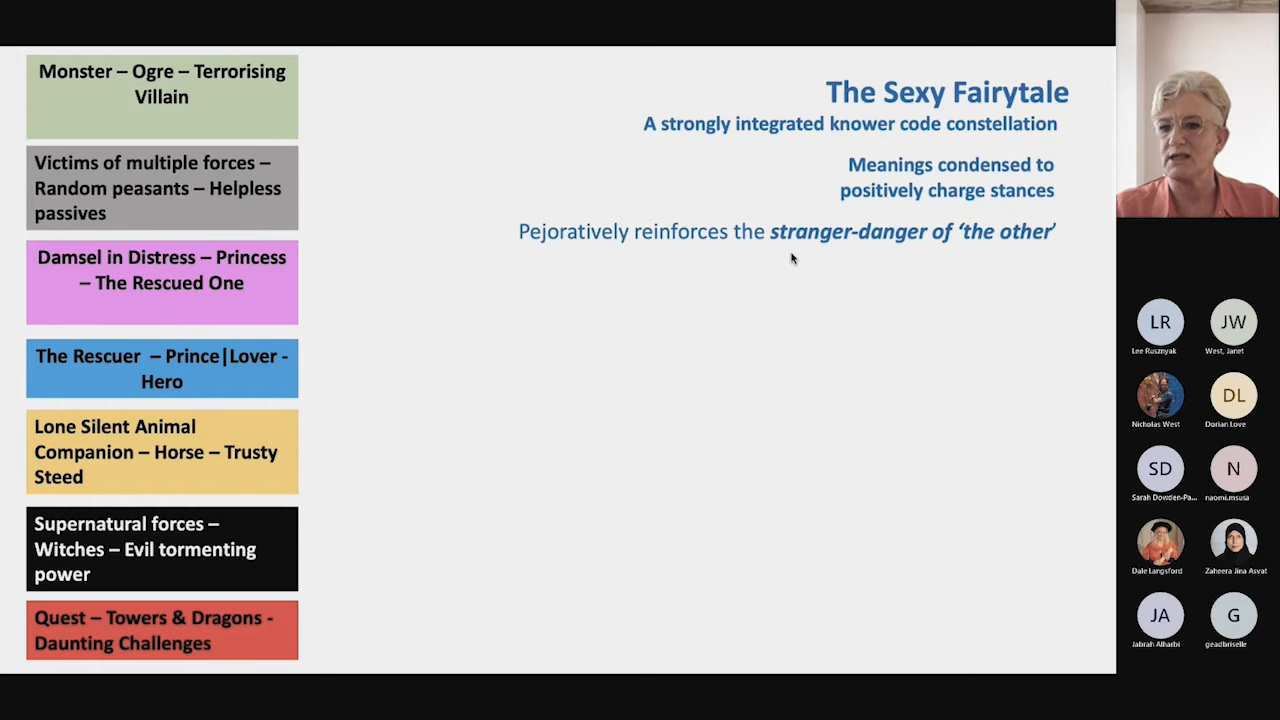 Monster – Ogre – Terrorising
Villain
Victims of multiple forces –
Random peasants – Helpless
passives
Damsel in Distress – Princess
– The Rescued One
The Rescuer – Prince|Lover -
Hero
Lone Silent Animal
Companion – Horse – Trusty
Steed
Supernatural forces –
Witches – Evil tormenting
power
Quest – Towers & Dragons -
Daunting Challenges
The Sexy Fairytale
A strongly integrated knower code constellation
Meanings condensed to
positively charge stances
Pejoratively reinforces the stranger-danger of ‘the other’
LR
JW
Lee Rusznyak
West, Janet
DL
Nicholas West
Dorian Love
SD
N
Sarah Dowden-Pa...
naomi.msusa
Dale Langsford
Zaheera Jina Asvat
JA
G
Jabrah Alharbi
geadbriselle